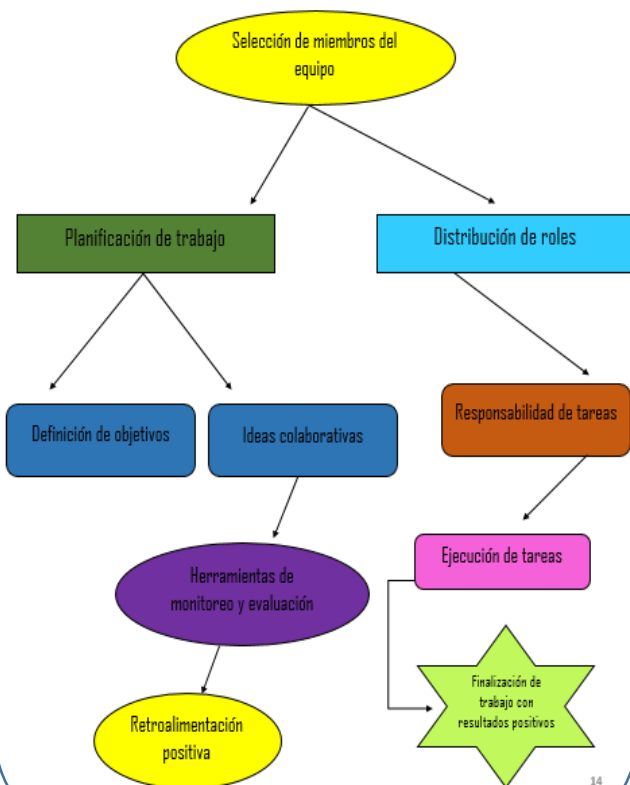 Selección de miembros del
equipo
Planificación de trabajo
Distribución de roles
Definición de objetivos
Ideas colaborativas
Responsabilidad de tareas
Herramientas de
monitoreo y evaluación
Ejecución de tareas
Retroalimentación
positiva
Finalización de
trabajo con
resultados positivos
14